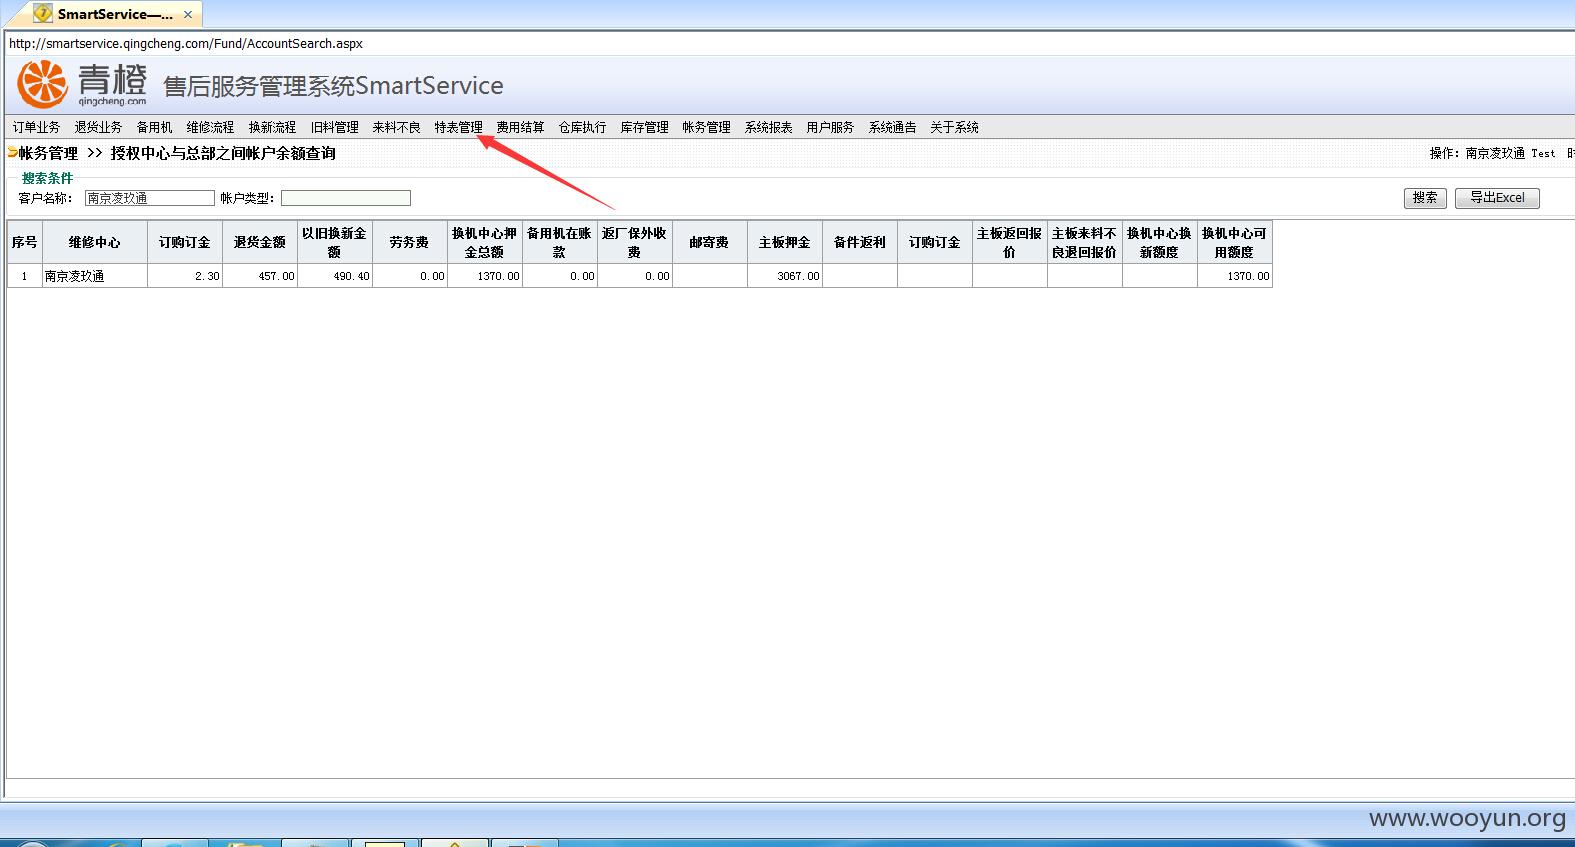 SmartService—...
http://smartservice.qingcheng.com/Fund/AccountSearch.aspx
青橙
qingcheng.com
售后服务管理系统SmartService
订单业务 退货业务 备用机 维修流程 换新流程 旧料管理 来料不良 特表管理 费用结算 仓库执行 库存管理 帐务管理 系统报表 用户服务 系统通告 关于系统
帐务管理 >> 授权中心与总部之间帐户余额查询
操作: 南京凌玖通 Test
搜索条件
客户名称: 南京凌玖通 帐户类型:
搜索 导出Excel
序号 维修中心 订购订金 退货金额 以旧换新金额 劳务费 换机中心押金总额 备用机在账款 返厂保外收费 邮寄费 主板押金 备件返利 订购订金 主板返回报价 主板来料不良退回报价 换机中心换新额度 换机中心可用额度
1 南京凌玖通 2.30 457.00 490.40 0.00 1370.00 0.00 0.00 3067.00 1370.00
www.wooyun.org